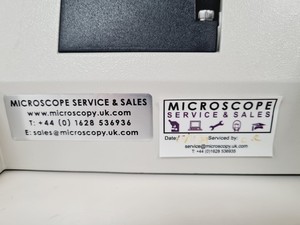 MICROSCOPE SERVICE & SALES
www.microscopy.uk.com
T: +44 (0) 1628 536936
E: sales@microscopy.uk.com
MICROSCOPE
SERVICE & SALES
Date: Serviced by:
service@microscopy.uk.com
T: +44 (0)1628 536936